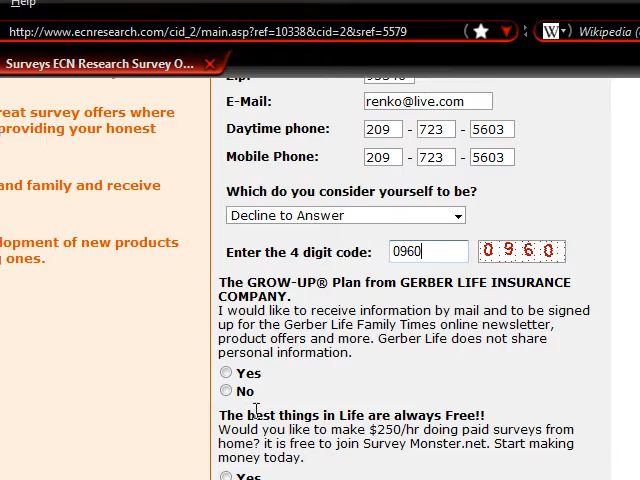 Help
http://www.ecnresearch.com/cid_2/main.asp?ref=10338&cid=2&sref=5579
W
Wikipedia (
Surveys ECN Research Survey O...
reat survey offers where
providing your honest
and family and receive
lopment of new products
ones.
E-Mail:
renko@live.com
Daytime phone:
209 - 723 - 5603
Mobile Phone:
209 - 723 - 5603
Which do you consider yourself to be?
Decline to Answer
Enter the 4 digit code:
0960
0960
The GROW-UP® Plan from GERBER LIFE INSURANCE
COMPANY.
I would like to receive information by mail and to be signed
up for the Gerber Life Family Times online newsletter,
product offers and more. Gerber Life does not share
personal information.
Yes
No
The best things in Life are always Free!!
Would you like to make $250/hr doing paid surveys from
home? it is free to join Survey Monster.net. Start making
money today.
Yes